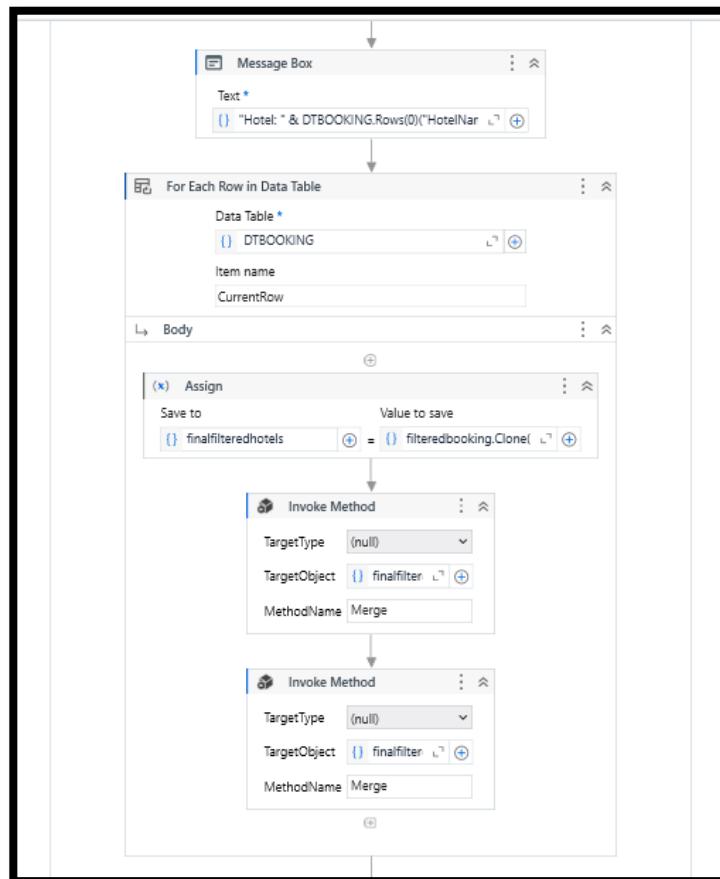 Message Box
Text *
{} "Hotel: " & DTBOOKING.Rows(0)("HotelNar
For Each Row in Data Table
Data Table *
{} DTBOOKING
Item name
CurrentRow
Body
(x) Assign
Save to Value to save
{} finalfilteredhotels = {} filteredbooking.Clone(
Invoke Method
TargetType (null)
TargetObject {} finalfilter
MethodName Merge
Invoke Method
TargetType (null)
TargetObject {} finalfilter
MethodName Merge